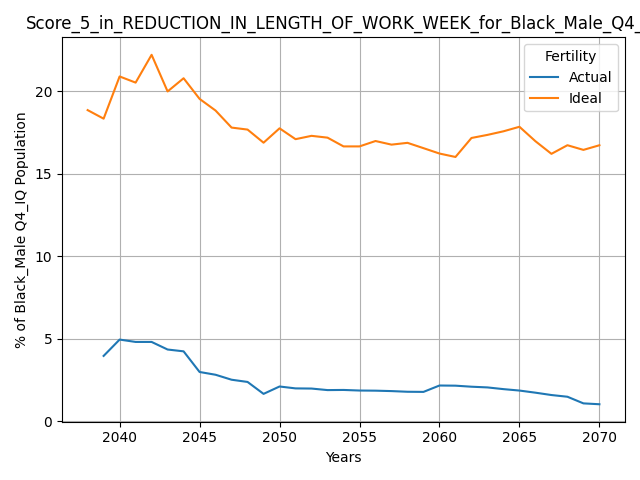 Score_5_in_REDUCTION_IN_LENGTH_OF_WORK_WEEK_for_Black_Male_Q4_
Fertility
Actual
Ideal
% of Black_Male Q4_IQ Population
20
15
10
5
0
2040 2045 2050 2055 2060 2065 2070
Years